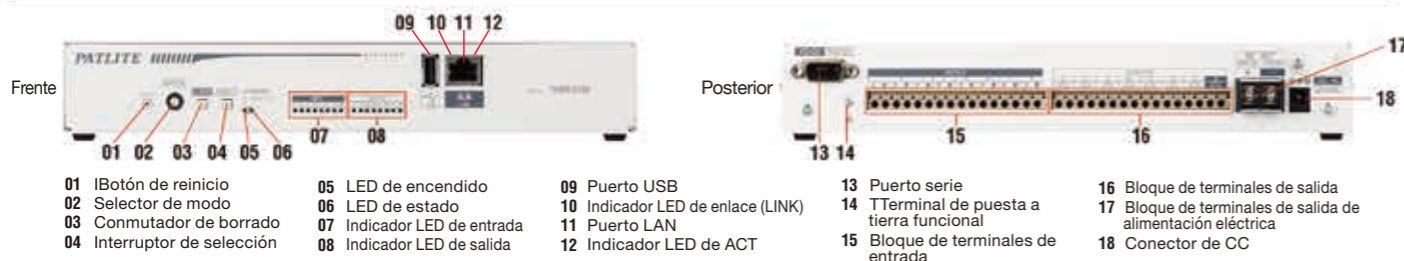 09 10 11 12
PATLITE
Frente
01 02 03 04 05 06 07 08
Posterior
17
18
13 14 15 16
01 IBotón de reinicio
02 Selector de modo
03 Conmutador de borrado
04 Interruptor de selección
05 LED de encendido
06 LED de estado
07 Indicador LED de entrada
08 Indicador LED de salida
09 Puerto USB
10 Indicador LED de enlace (LINK)
11 Puerto LAN
12 Indicador LED de ACT
13 Puerto serie
14 TTerminal de puesta a
tierra funcional
15 Bloque de terminales de
entrada
16 Bloque de terminales de salida
17 Bloque de terminales de salida de
alimentación eléctrica
18 Conector de CC